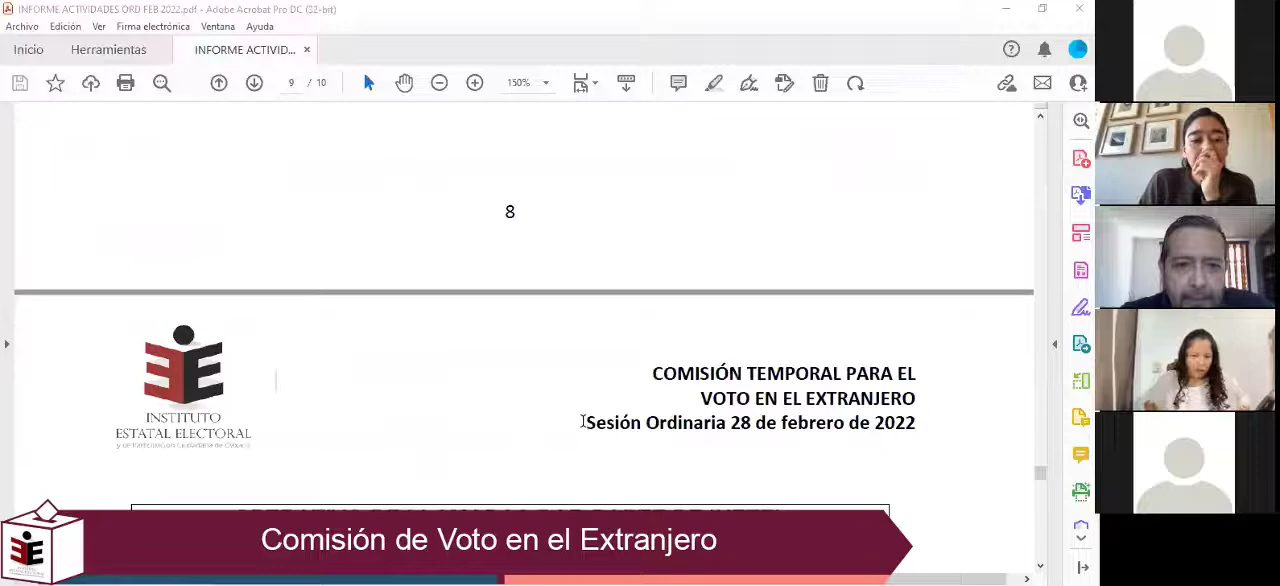 INFORME ACTIVIDADES ORD FEB 2022.pdf - Adobe Acrobat Pro DC (32-bit)
Archivo Edición Ver Firma electrónica Ventana Ayuda
Inicio Herramientas INFORME ACTIVID... ×
9 / 10 150%
8
INSTITUTO
ESTATAL ELECTORAL
COMISIÓN TEMPORAL PARA EL
VOTO EN EL EXTRANJERO
Sesión Ordinaria 28 de febrero de 2022
Comisión de Voto en el Extranjero